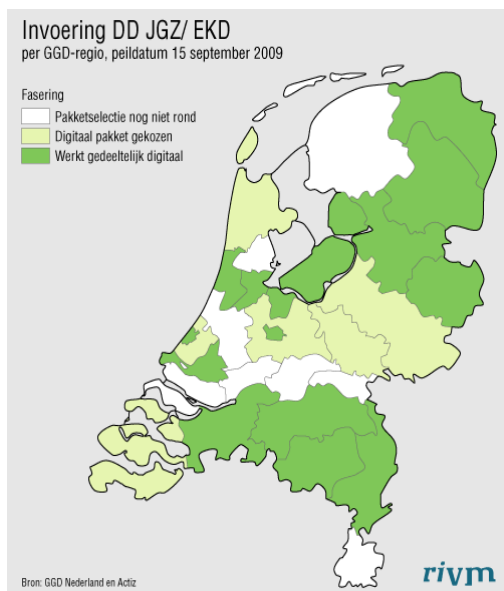 Invoering DD JGZ/ EKD
per GGD-regio, peildatum 15 september 2009
Fasering
Pakketselectie nog niet rond
Digitaal pakket gekozen
Werkt gedeeltelijk digitaal
Bron: GGD Nederland en Actiz
rivm